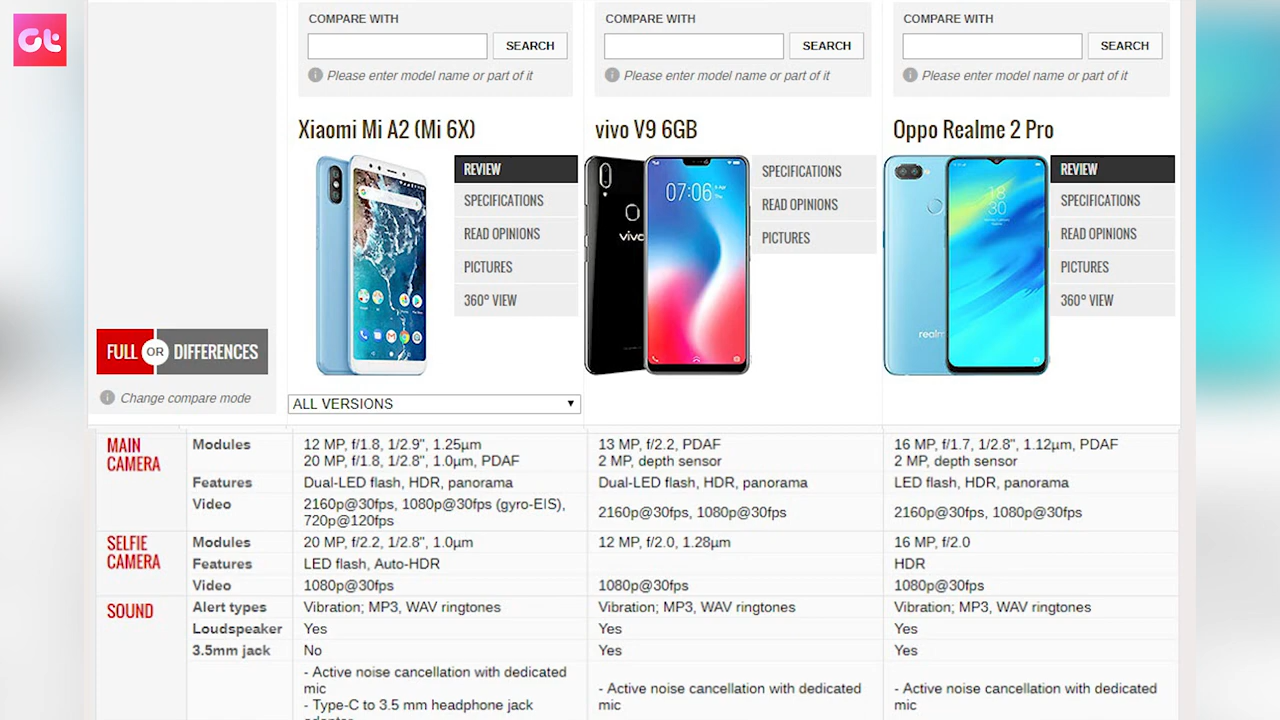 Gt
COMPARE WITH
SEARCH
Please enter model name or part of it
COMPARE WITH
SEARCH
Please enter model name or part of it
COMPARE WITH
SEARCH
Please enter model name or part of it
Xiaomi Mi A2 (Mi 6X)
REVIEW
SPECIFICATIONS
READ OPINIONS
PICTURES
360° VIEW
vivo V9 6GB
vivo
07:06
SPECIFICATIONS
READ OPINIONS
PICTURES
Oppo Realme 2 Pro
realm
18
30
REVIEW
SPECIFICATIONS
READ OPINIONS
PICTURES
360° VIEW
FULL OR DIFFERENCES
Change compare mode
ALL VERSIONS
MAIN
CAMERA
Modules
12 MP, f/1.8, 1/2.9", 1.25µm
20 MP, f/1.8, 1/2.8", 1.0µm, PDAF
13 MP, f/2.2, PDAF
2 MP, depth sensor
16 MP, f/1.7, 1/2.8", 1.12µm, PDAF
2 MP, depth sensor
Features
Dual-LED flash, HDR, panorama
Dual-LED flash, HDR, panorama
LED flash, HDR, panorama
Video
2160p@30fps, 1080p@30fps (gyro-EIS),
720p@120fps
2160p@30fps, 1080p@30fps
2160p@30fps, 1080p@30fps
SELFIE
CAMERA
Modules
20 MP, f/2.2, 1/2.8", 1.0µm
12 MP, f/2.0, 1.28µm
16 MP, f/2.0
Features
LED flash, Auto-HDR
HDR
Video
1080p@30fps
1080p@30fps
1080p@30fps
SOUND
Alert types
Vibration; MP3, WAV ringtones
Vibration; MP3, WAV ringtones
Vibration; MP3, WAV ringtones
Loudspeaker
Yes
Yes
Yes
3.5mm jack
No
Yes
Yes
- Active noise cancellation with dedicated
mic
- Type-C to 3.5 mm headphone jack
- Active noise cancellation with dedicated
mic
- Active noise cancellation with dedicated
mic